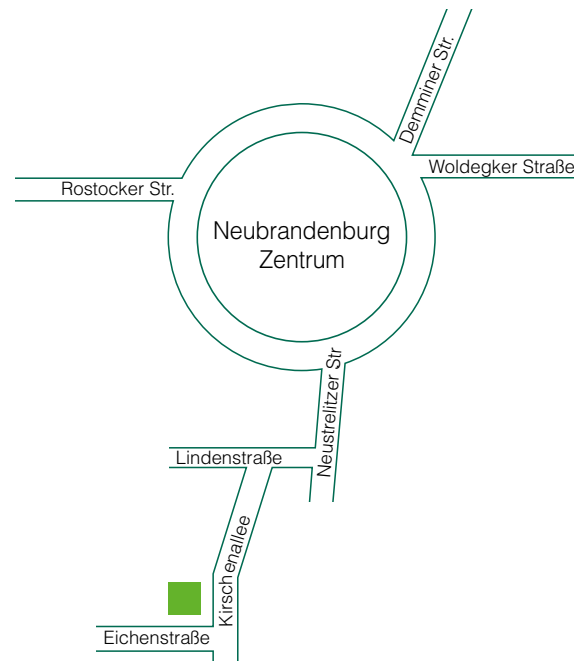 Demminer Str.
Woldegker Straße
Rostocker Str.
Neubrandenburg
Zentrum
Neustrelitzer Str
Lindenstraße
Kirschenallee
Eichenstraße